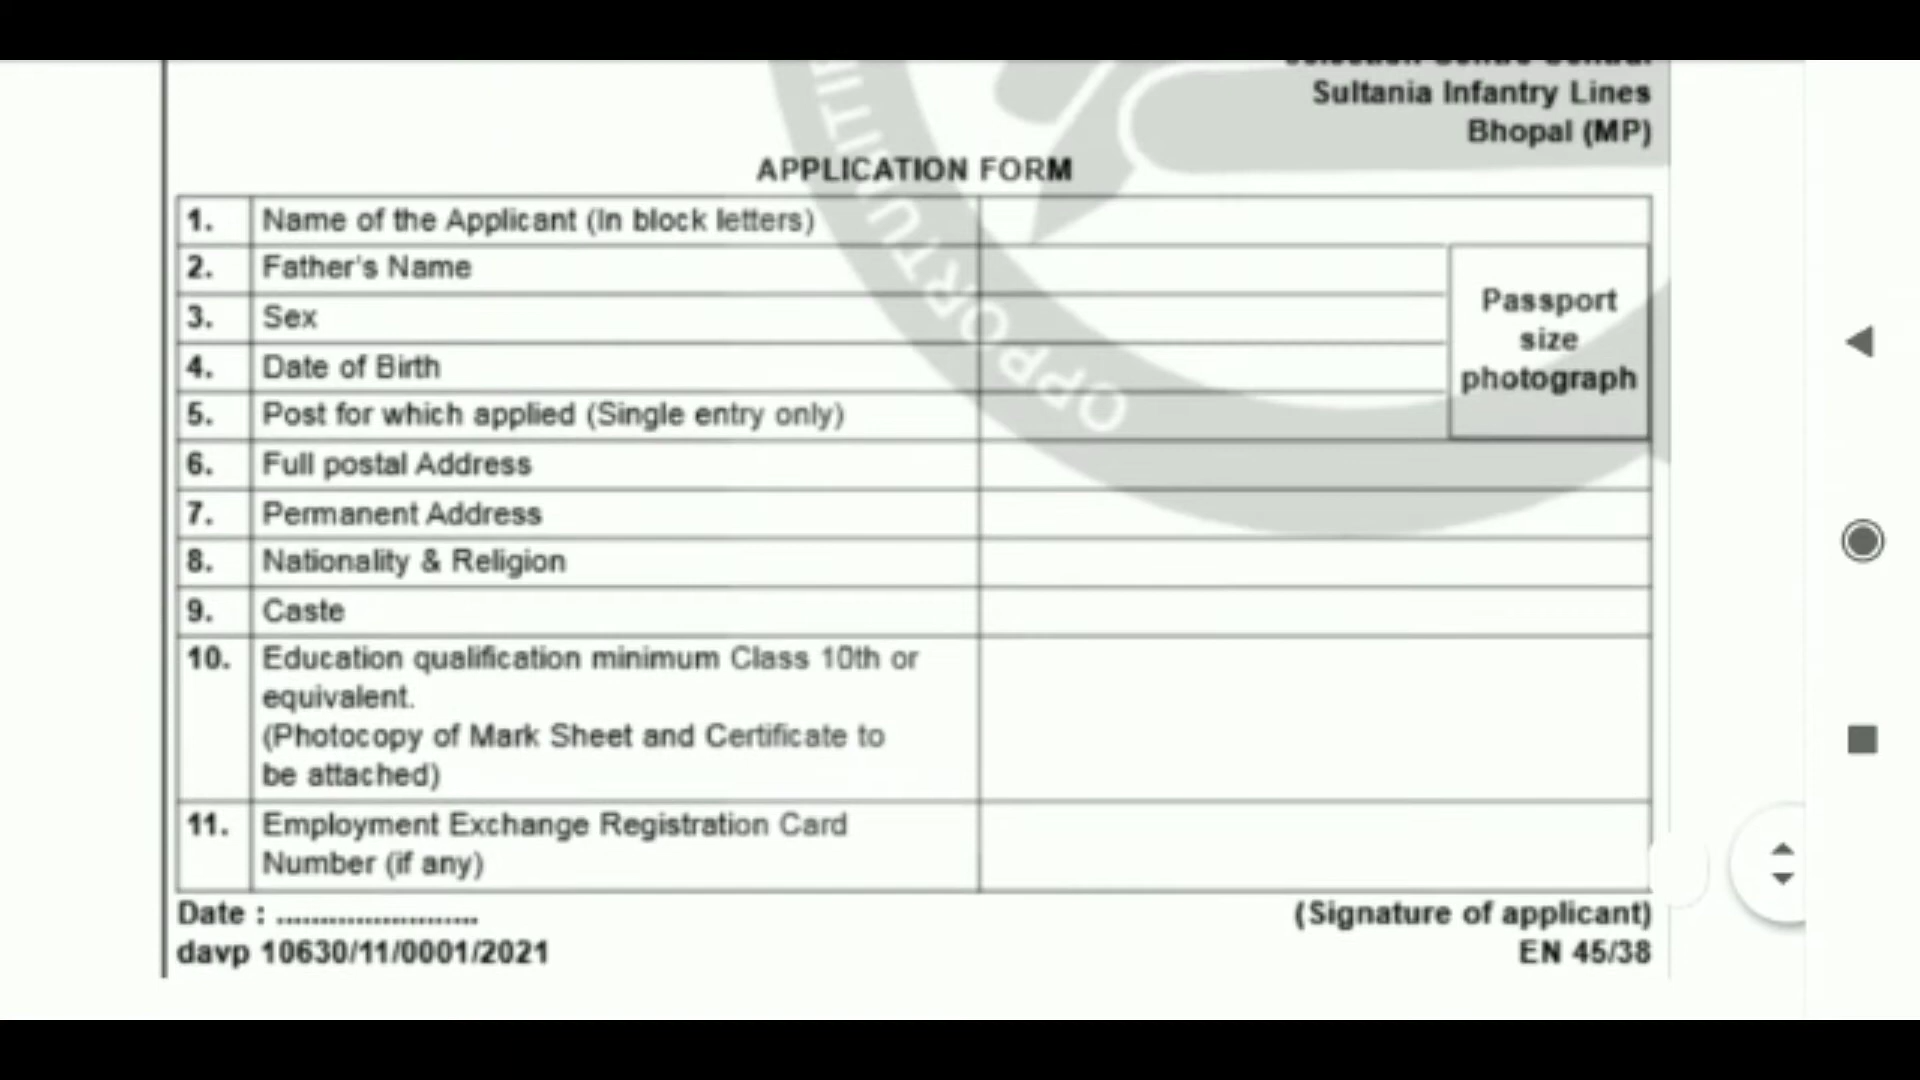 Sultania Infantry Lines
Bhopal (MP)
APPLICATION FORM
1. Name of the Applicant (In block letters)
2. Father's Name
3. Sex
4. Date of Birth
5. Post for which applied (Single entry only)
Passport
size
photograph
6. Full postal Address
7. Permanent Address
8. Nationality & Religion
9. Caste
10. Education qualification minimum Class 10th or
equivalent.
(Photocopy of Mark Sheet and Certificate to
be attached)
11. Employment Exchange Registration Card
Number (if any)
Date : ....................... (Signature of applicant)
davp 10630/11/0001/2021 EN 45/38